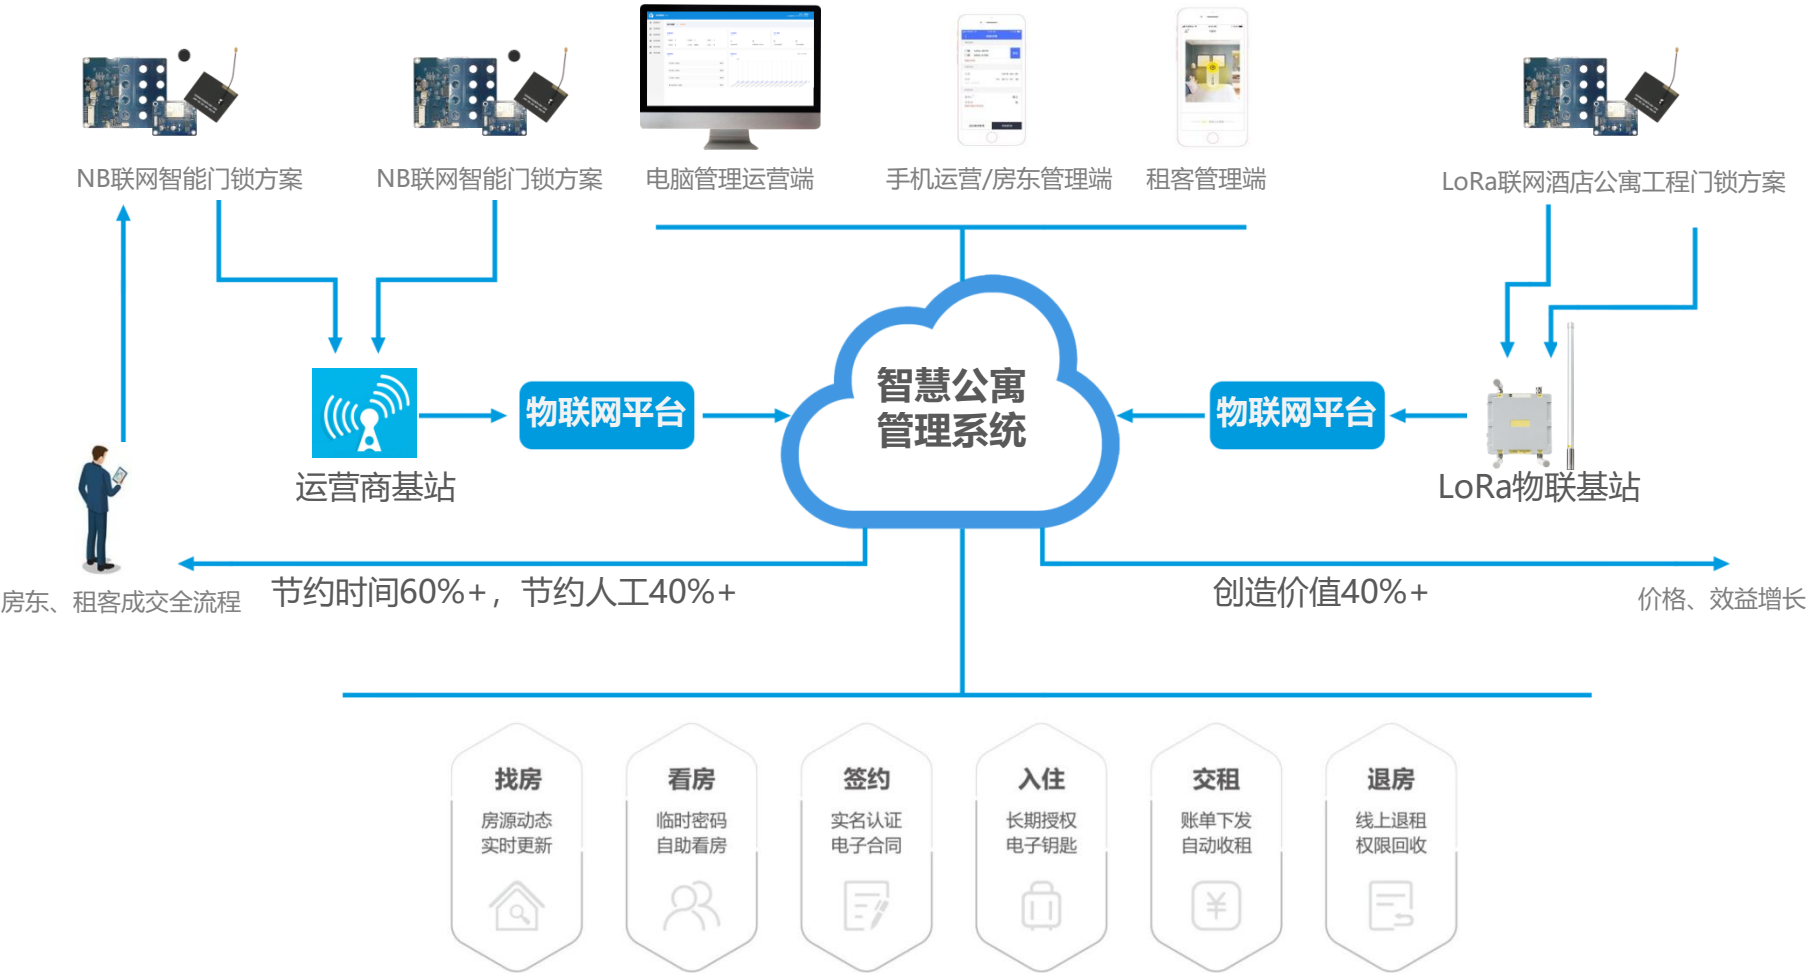 NB联网智能门锁方案
NB联网智能门锁方案
电脑管理运营端
手机运营/房东管理端
租客管理端
LoRa联网酒店公寓工程门锁方案
智慧公寓
管理系统
物联网平台
物联网平台
运营商基站
LoRa物联基站
节约时间60%+，节约人工40%+
创造价值40%+
房东、租客成交全流程
价格、效益增长
找房
房源动态
实时更新
看房
临时密码
自助看房
签约
实名认证
电子合同
入住
长期授权
电子钥匙
交租
账单下发
自动收租
退房
线上退租
权限回收